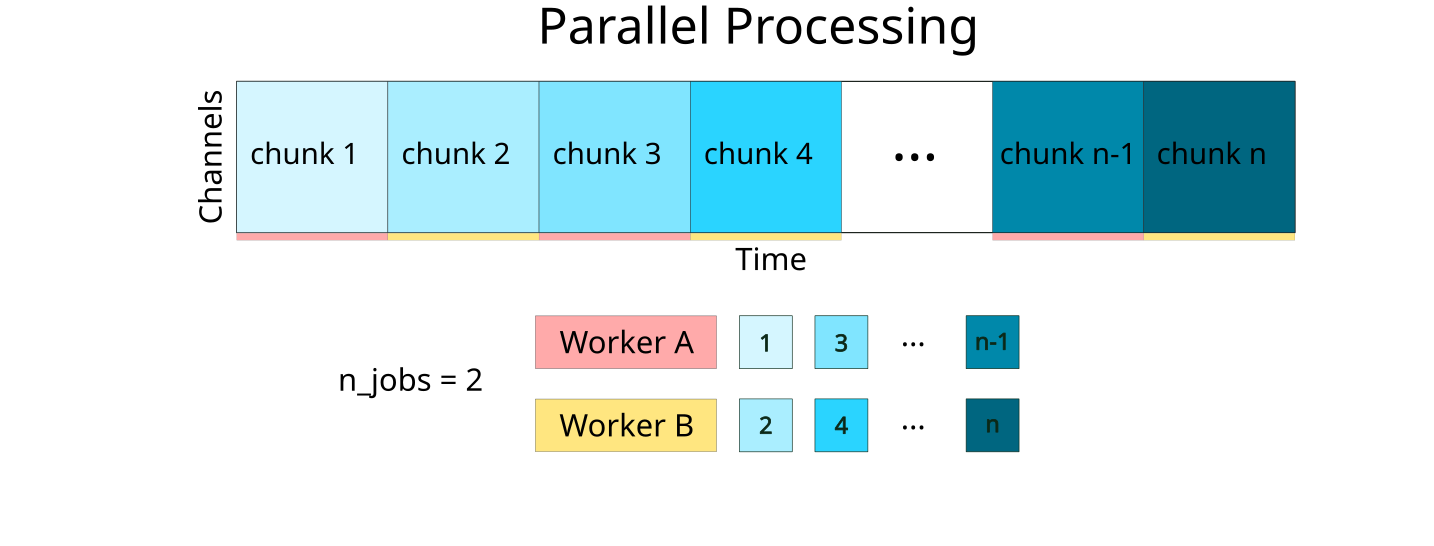 Parallel Processing
Channels
chunk 1 chunk 2 chunk 3 chunk 4 ... chunk n-1 chunk n
Time
n_jobs = 2
Worker A 1 3 ... n-1
Worker B 2 4 ... n